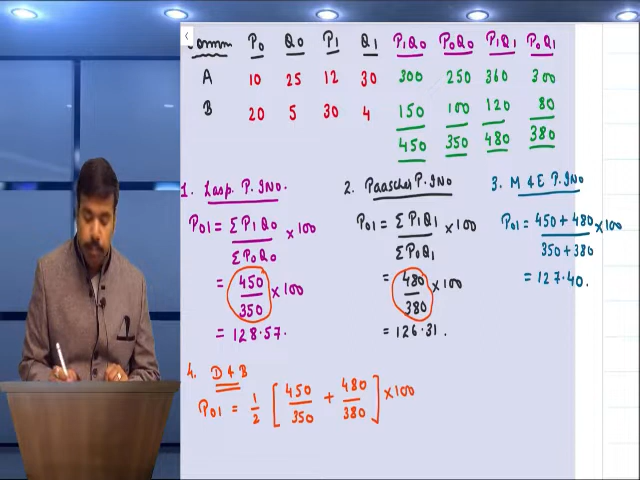 Comm P0 Q0 P1 Q1 P1Q0 P0Q0 P1Q1 P0Q1
A 10 25 12 30 300 250 360 300
B 20 5 30 4 150 100 120 80
450 350 480 380
1. Lasp. P. INo.
P01 = ΣP1Q0 / ΣP0Q0 × 100
= 450 / 350 × 100
= 128.57.
2. Paasches P. INo
P01 = ΣP1Q1 / ΣP0Q1 × 100
= 480 / 380 × 100
= 126.31.
3. M & E P. INo
P01 = 450 + 480 / 350 + 380 × 100
= 127.40.
4. D & B
P01 = 1/2 [450/350 + 480/380] × 100